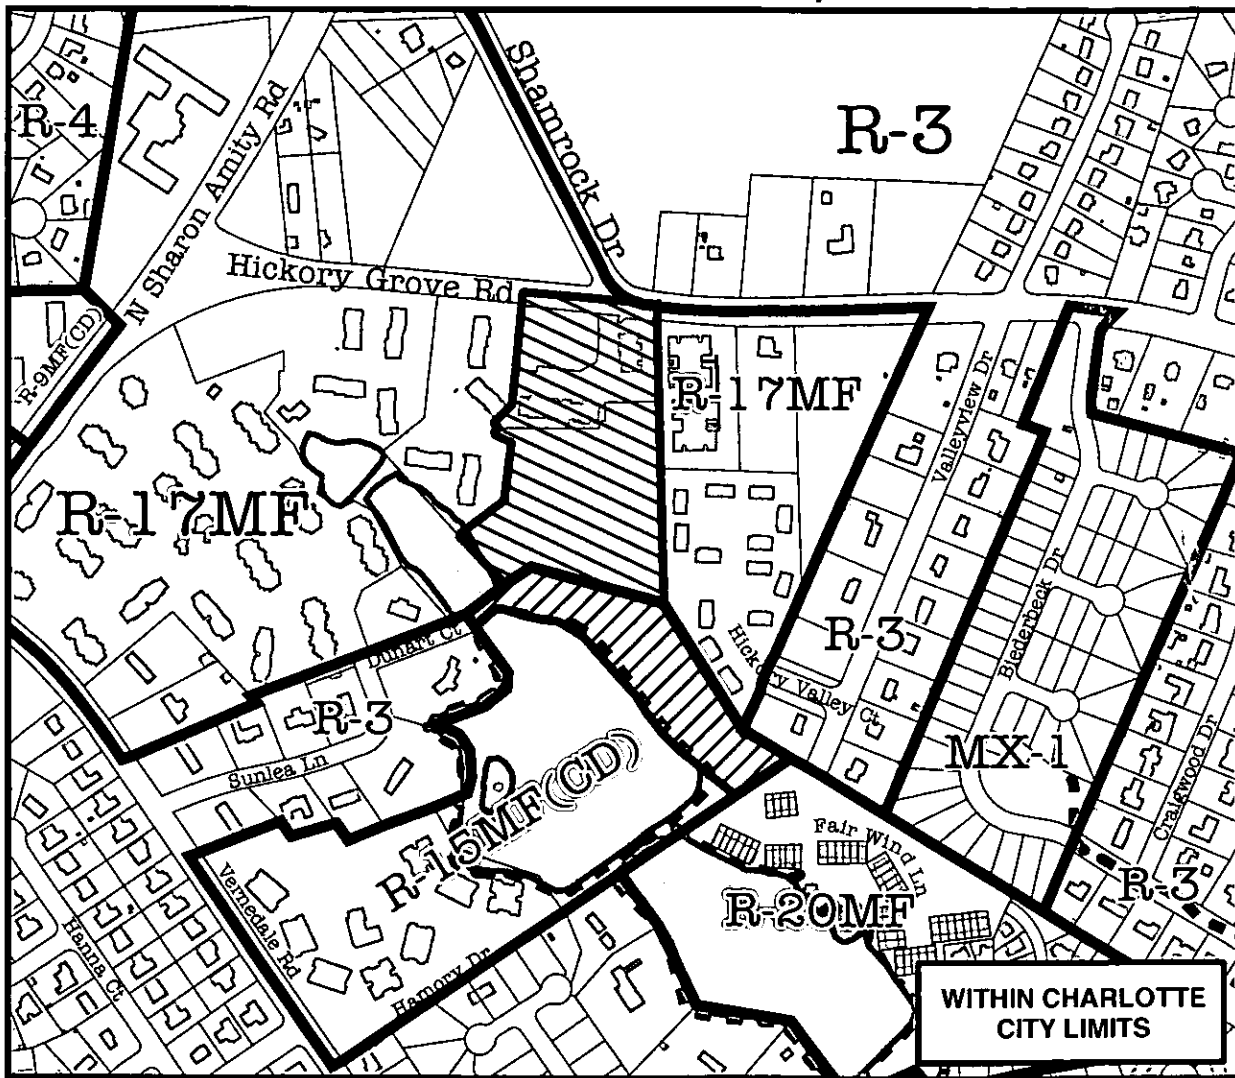 R-4
N Sharon Amity Rd
Shamrock Dr
R-3
Hickory Grove Rd
R-9MF(CD)
R-17MF
Valleyview Dr
R-17MF
Biederbeck Dr
R-3
Dunart Ct
Hickory Valley Ct
R-3
MX-1
Sunlea Ln
R-15MF(CD)
Craigwood Dr
Fair Wind Ln
R-3
R-20MF
Vernedale Rd
Hanna Ct
Hamory Dr
WITHIN CHARLOTTE
CITY LIMITS